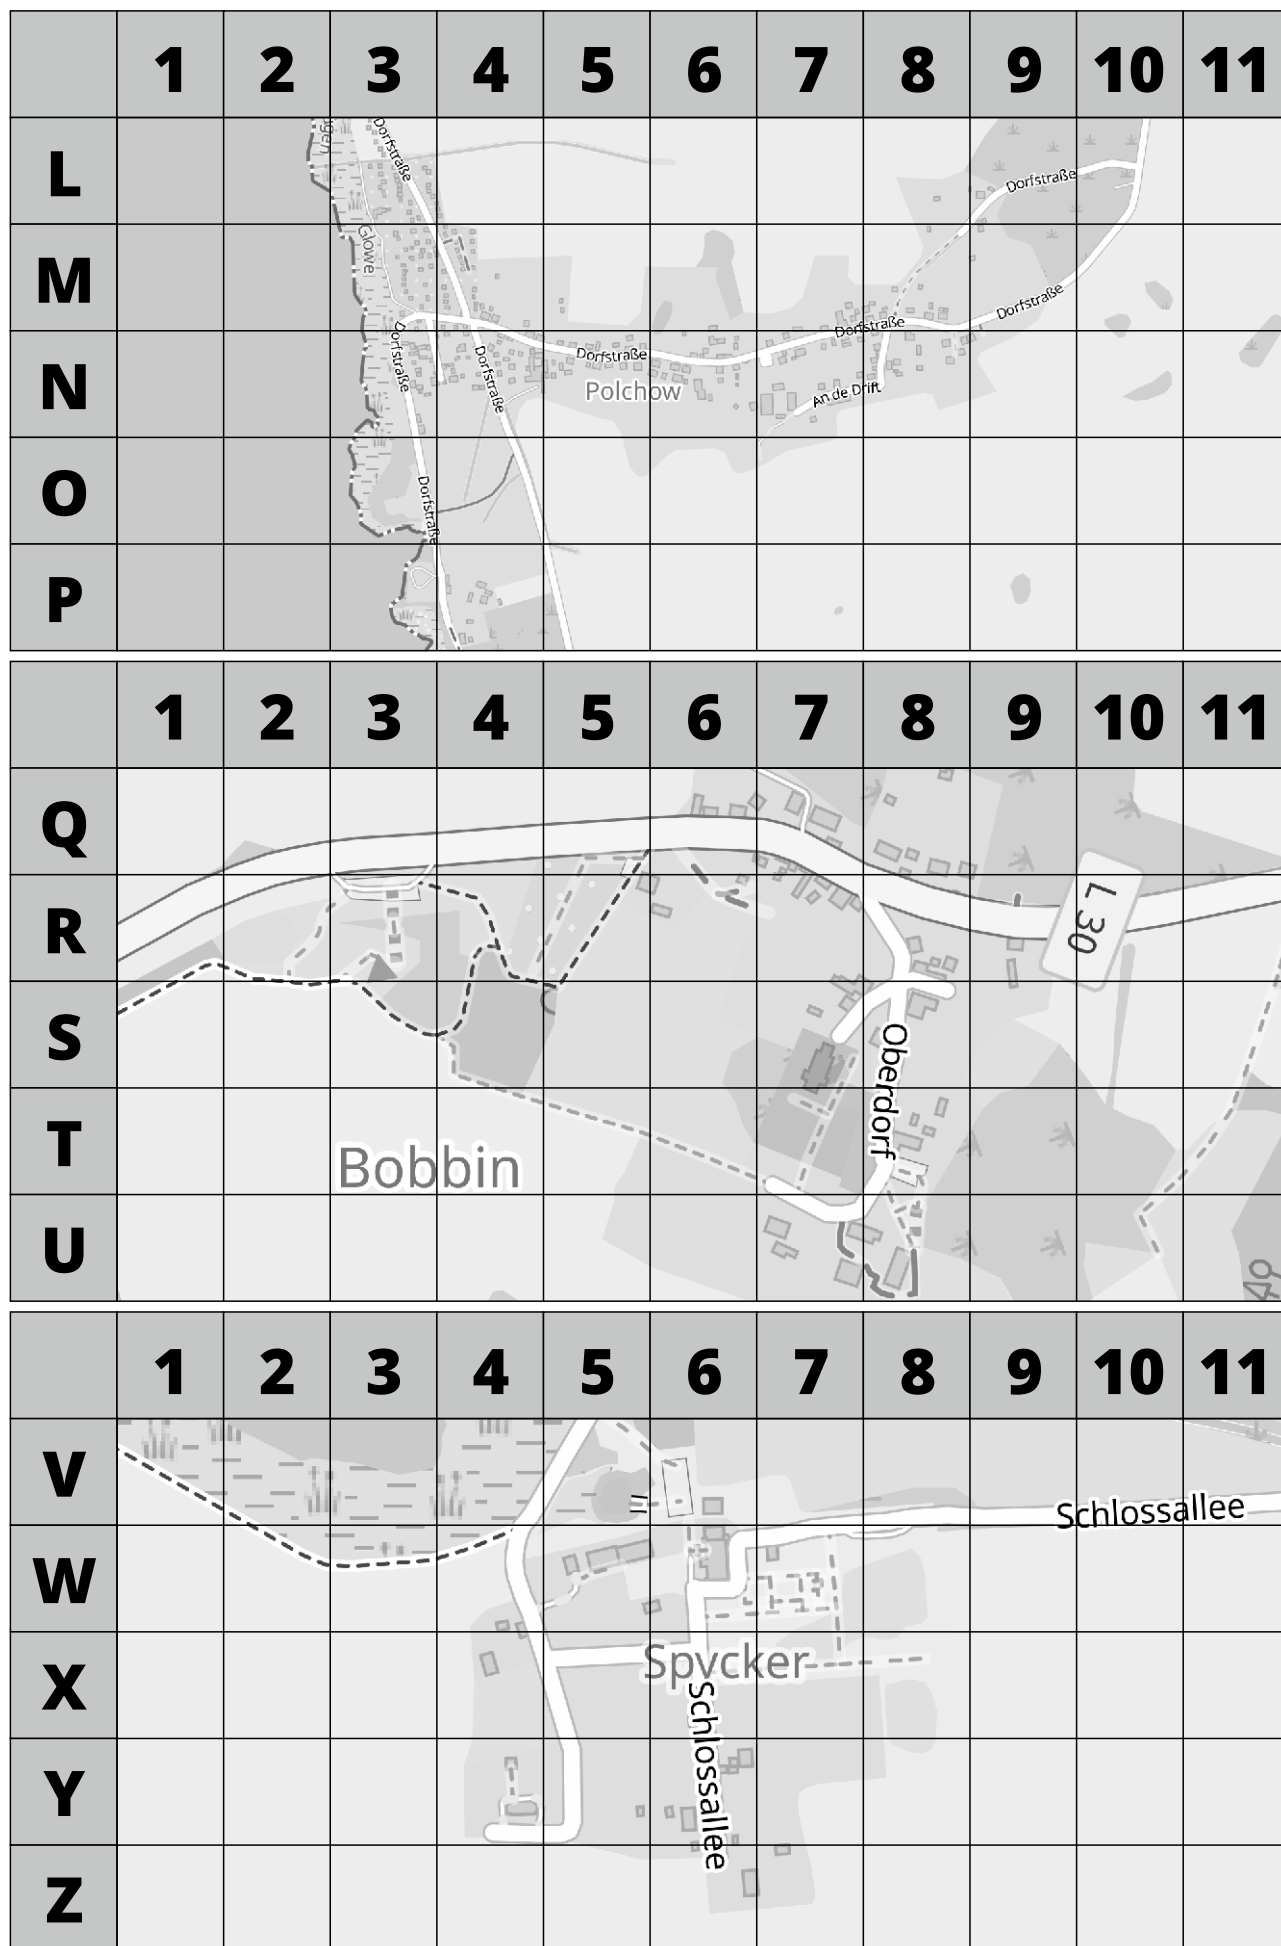 1 2 3 4 5 6 7 8 9 10 11
L
Dorfstraße
Dorfstraße
M
Glowe
Dorfstraße
Dorfstraße
N
Dorfstraße
Dorfstraße
Dorfstraße
Polchow
An de Drift
O
Dorfstraße
P
1 2 3 4 5 6 7 8 9 10 11
Q
R
L 30
S
Oberdorf
T
Bobbin
U
1 2 3 4 5 6 7 8 9 10 11
V
Schlossallee
W
X
Spycker
Schlossallee
Y
Z